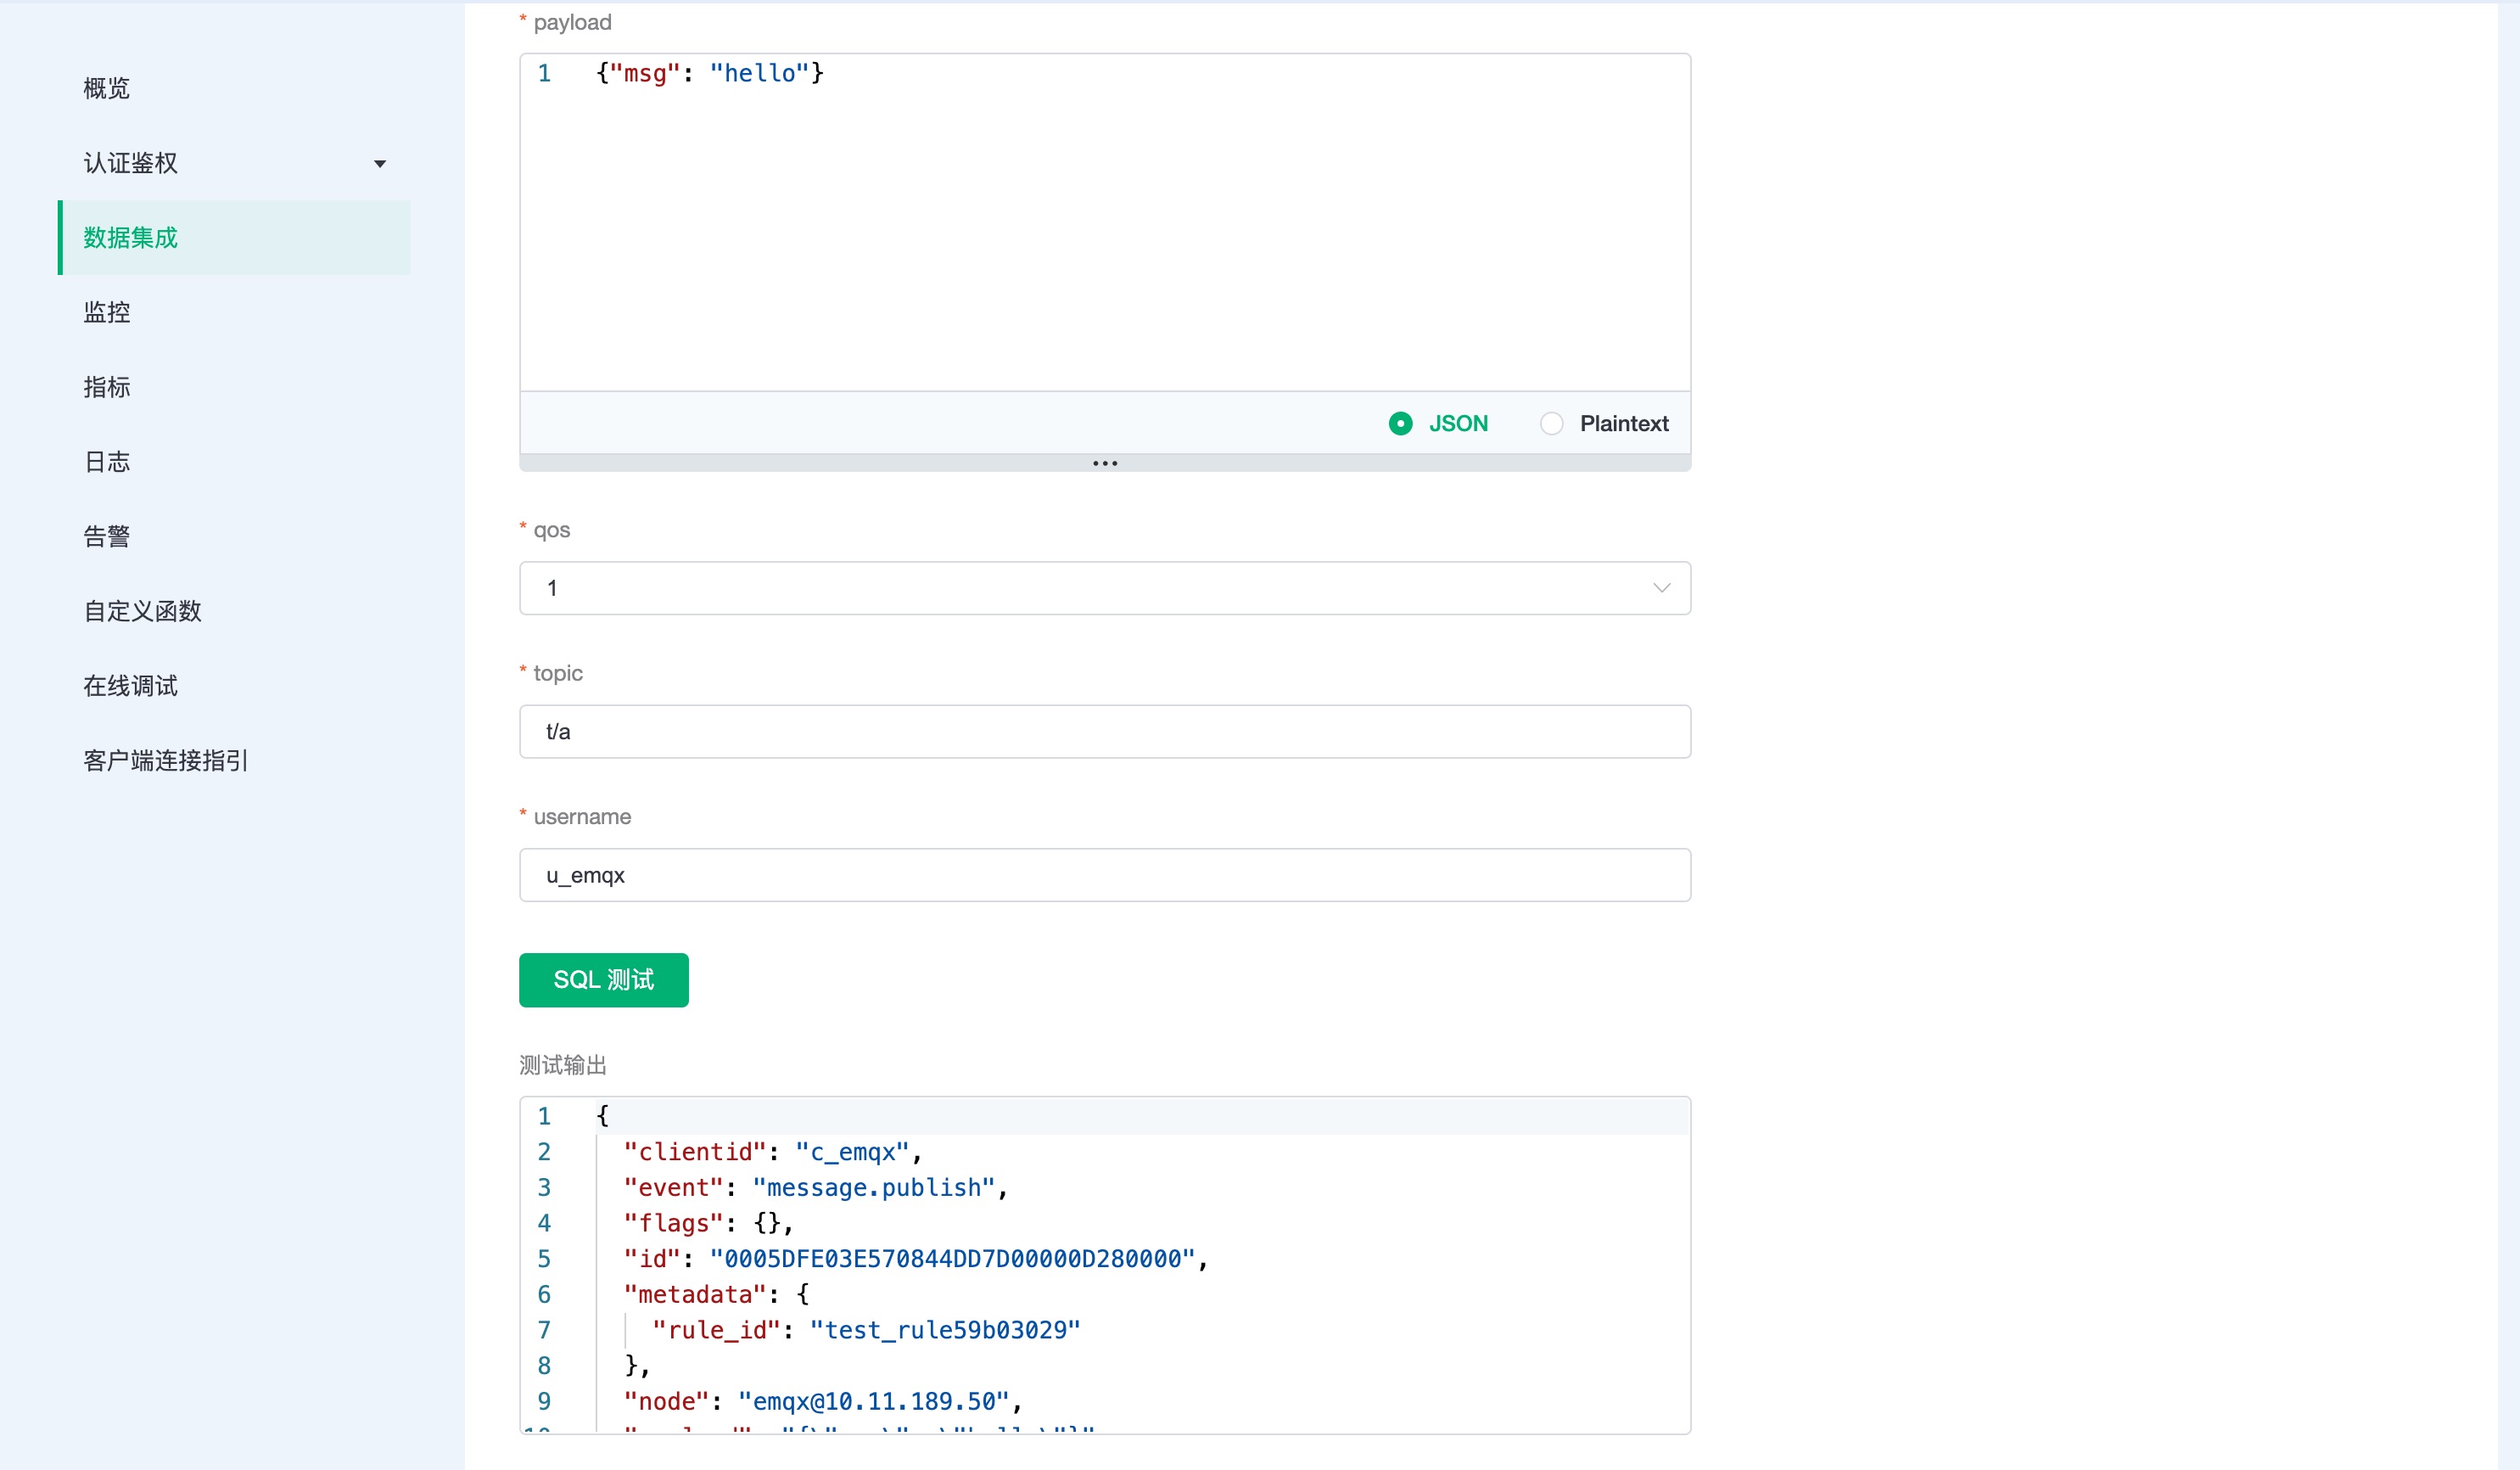 概览
认证鉴权
数据集成
监控
指标
日志
告警
自定义函数
在线调试
客户端连接指引
* payload
1 {"msg": "hello"}
JSON Plaintext
* qos
1
* topic
t/a
* username
u_emqx
SQL 测试
测试输出
1 {
2 "clientid": "c_emqx",
3 "event": "message.publish",
4 "flags": {},
5 "id": "0005DFE03E570844DD7D00000D280000",
6 "metadata": {
7 "rule_id": "test_rule59b03029"
8 },
9 "node": "emqx@10.11.189.50",